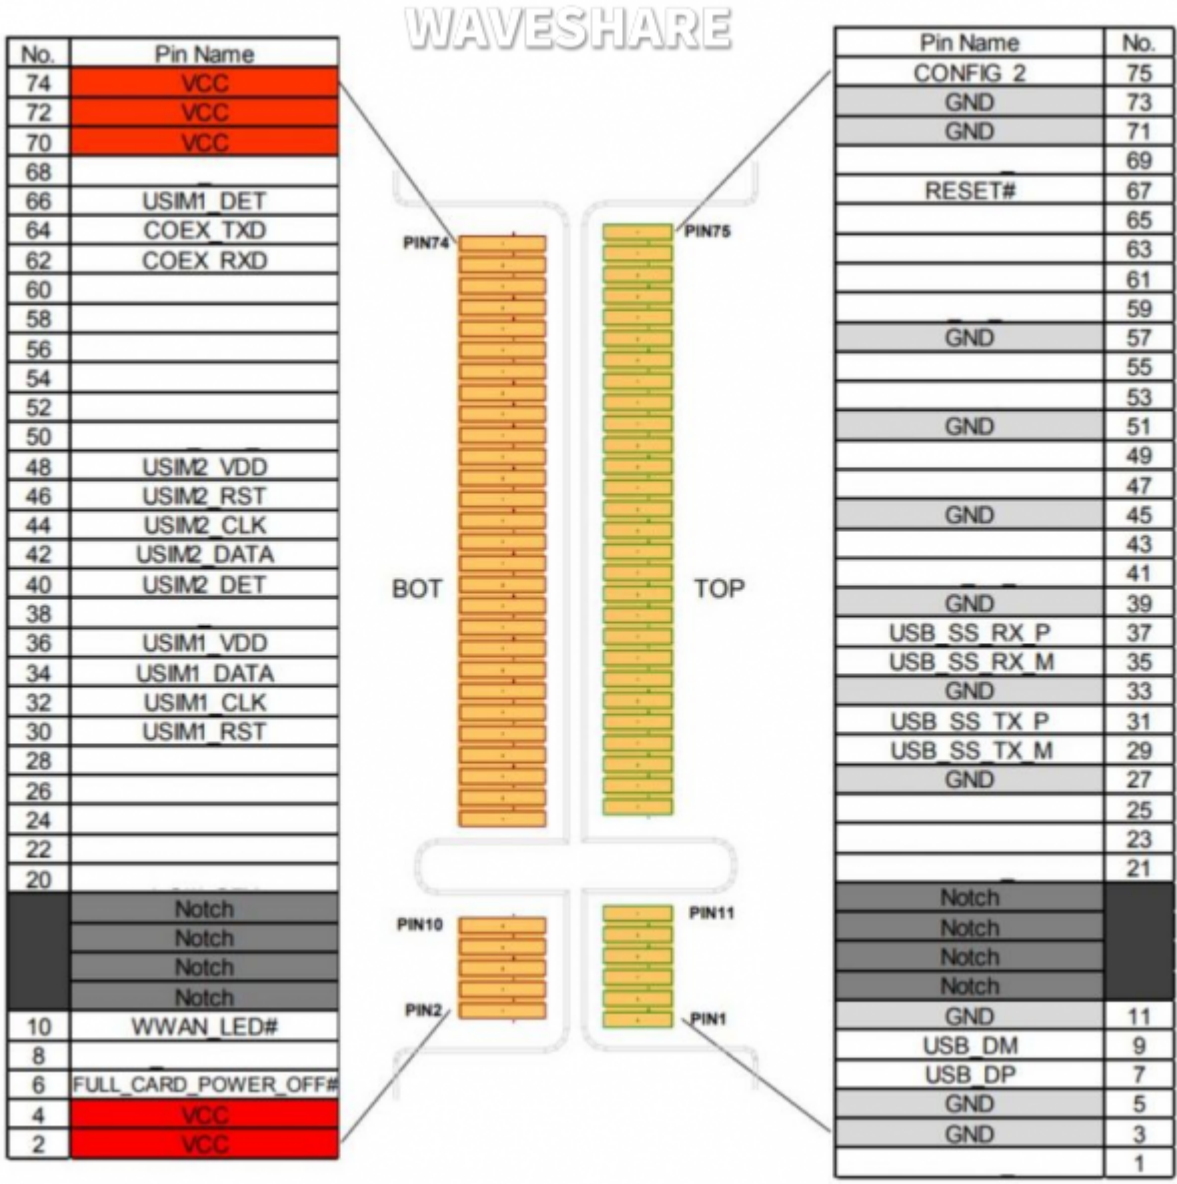 WAVESHARE
No. Pin Name
74 VCC
72 VCC
70 VCC
68
66 USIM1_DET
64 COEX_TXD
62 COEX_RXD
60
58
56
54
52
50
48 USIM2_VDD
46 USIM2_RST
44 USIM2_CLK
42 USIM2_DATA
40 USIM2_DET
38
36 USIM1_VDD
34 USIM1_DATA
32 USIM1_CLK
30 USIM1_RST
28
26
24
22
20
Notch
Notch
Notch
Notch
10 WWAN_LED#
8
6 FULL_CARD_POWER_OFF#
4 VCC
2 VCC
PIN74
PIN75
BOT
TOP
PIN10
PIN11
PIN2
PIN1
Pin Name No.
CONFIG_2 75
GND 73
GND 71
69
RESET# 67
65
63
61
59
GND 57
55
53
GND 51
49
47
GND 45
43
41
GND 39
USB_SS_RX_P 37
USB_SS_RX_M 35
GND 33
USB_SS_TX_P 31
USB_SS_TX_M 29
GND 27
25
23
21
Notch
Notch
Notch
Notch
GND 11
USB_DM 9
USB_DP 7
GND 5
GND 3
1